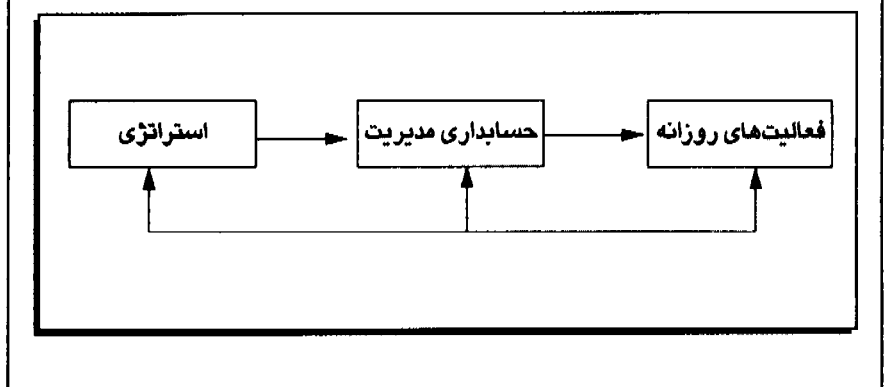 استراتژی
حسابداری مدیریت
فعالیت‌های روزانه